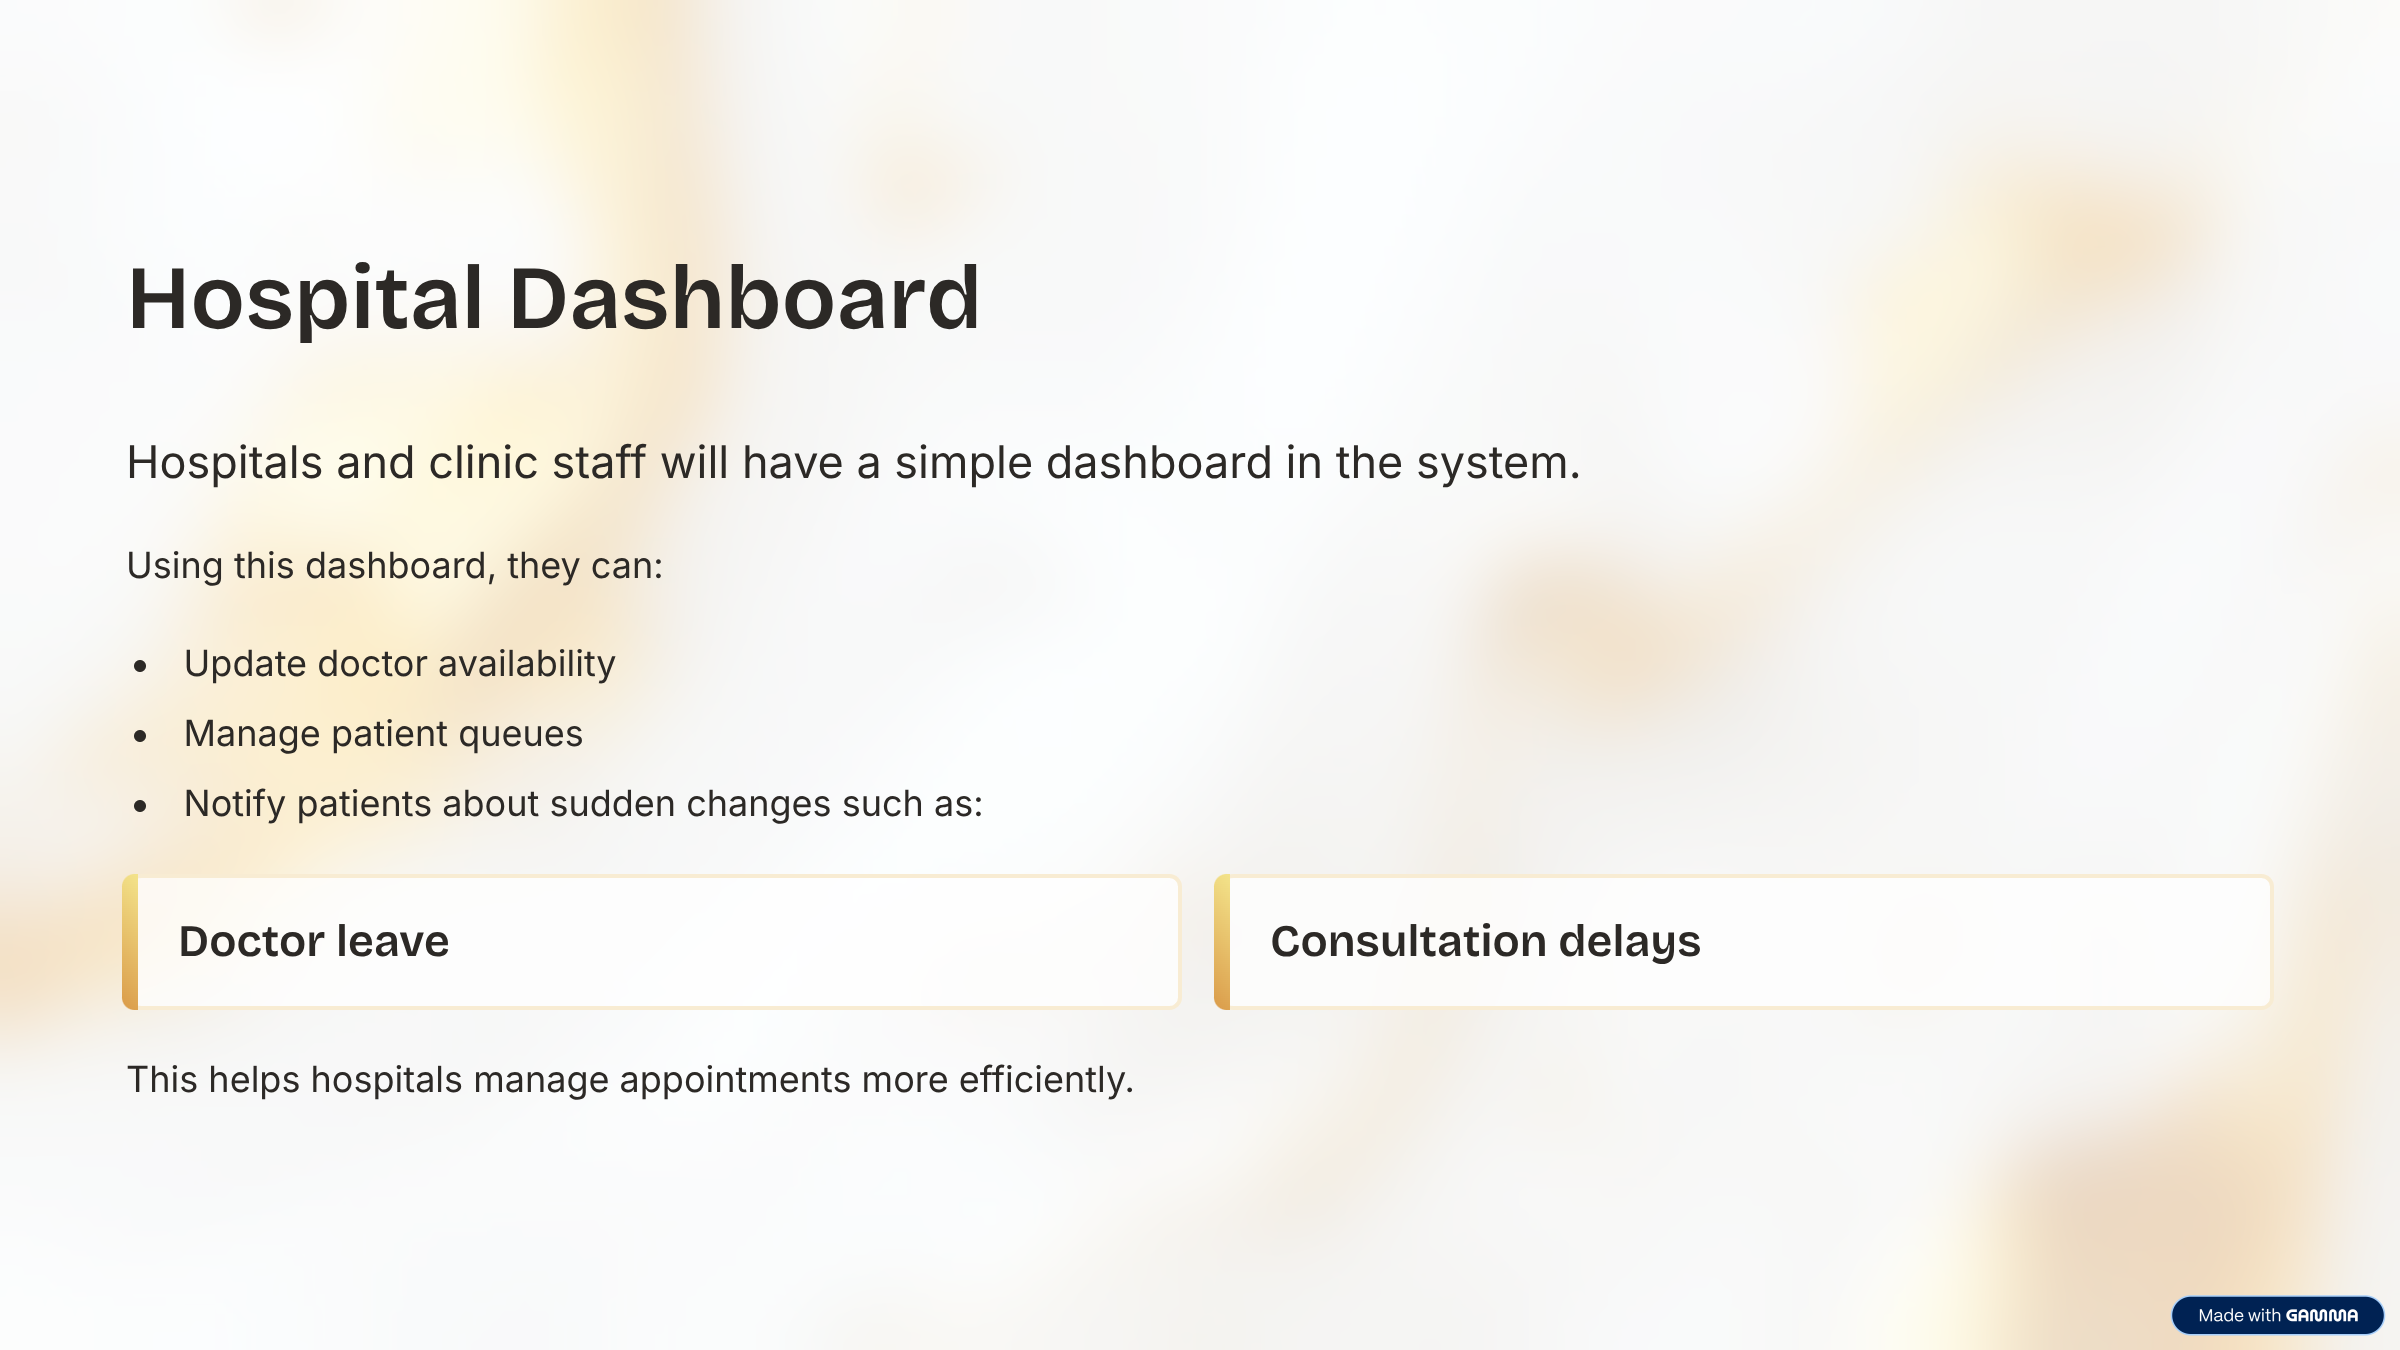 Hospital Dashboard
Hospitals and clinic staff will have a simple dashboard in the system.
Using this dashboard, they can:
• Update doctor availability
• Manage patient queues
• Notify patients about sudden changes such as:
Doctor leave
Consultation delays
This helps hospitals manage appointments more efficiently.
Made with GAMMA